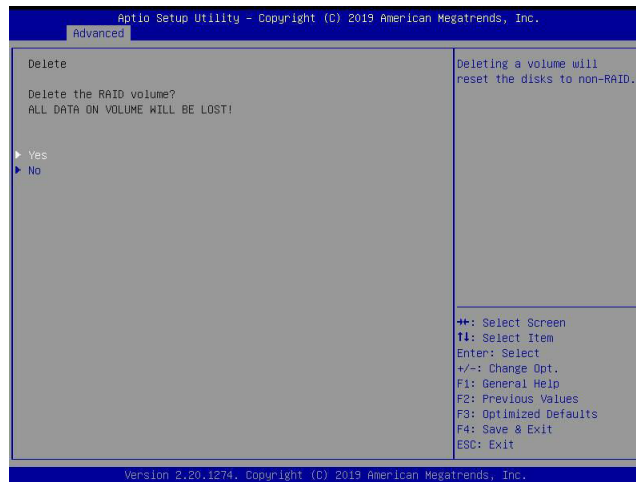 Aptio Setup Utility – Copyright (C) 2019 American Megatrends, Inc.
Advanced
Delete
Delete the RAID volume?
ALL DATA ON VOLUME WILL BE LOST!
Yes
No
Deleting a volume will
reset the disks to non-RAID.
→←: Select Screen
↑↓: Select Item
Enter: Select
+/-: Change Opt.
F1: General Help
F2: Previous Values
F3: Optimized Defaults
F4: Save & Exit
ESC: Exit
Version 2.20.1274. Copyright (C) 2019 American Megatrends, Inc.